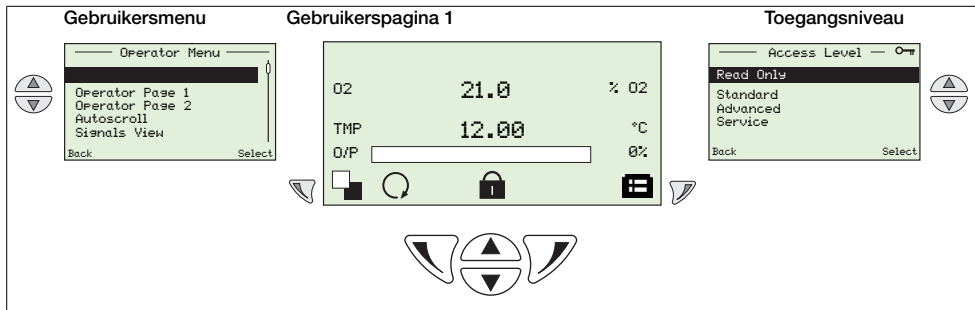 Gebruikersmenu
Gebruikerspagina 1
Toegangsniveau
Operator Menu
Operator Page 1
Operator Page 2
Autoscroll
Signals View
Back Select
O2 21.0 % O2
TMP 12.00 °C
O/P 0%
Access Level
Read Only
Standard
Advanced
Service
Back Select